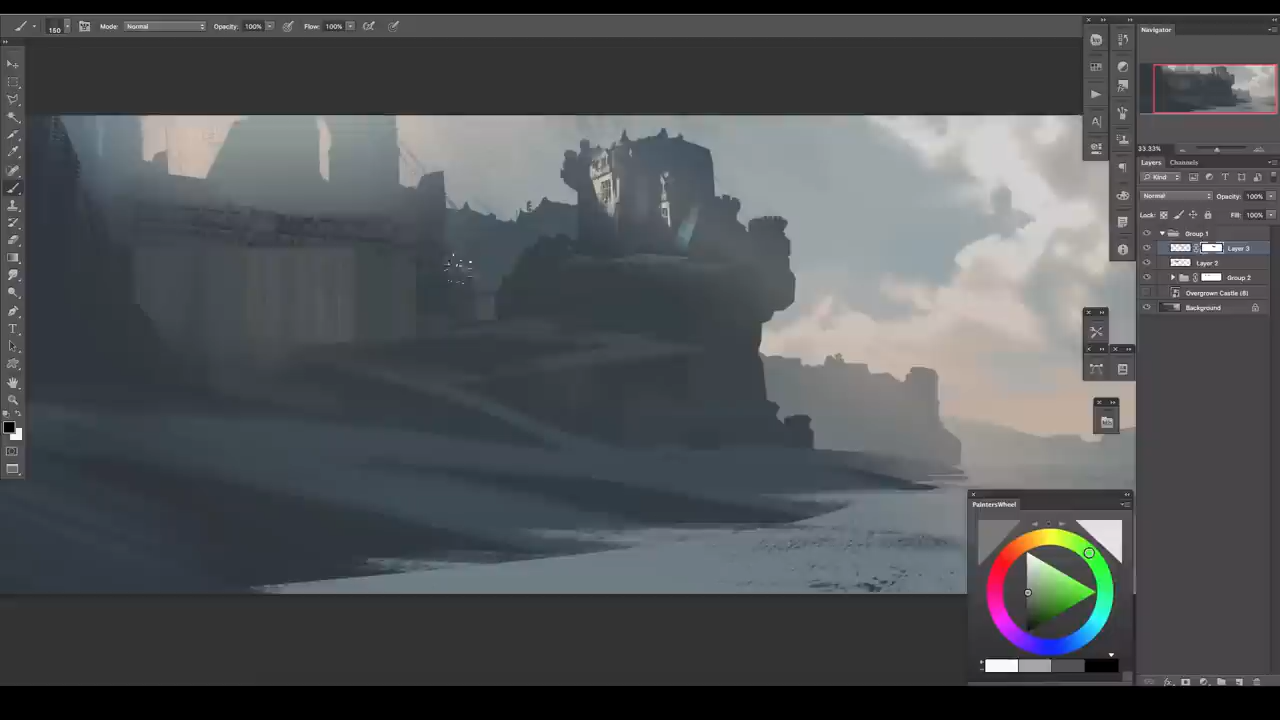 150
Mode: Normal
Opacity: 100%
Flow: 100%
Navigator
33.33%
Layers Channels
Kind
Normal
Opacity: 100%
Lock:
Fill: 100%
Group 1
Layer 3
Layer 2
Group 2
Overgrown Castle (8)
Background
PaintersWheel